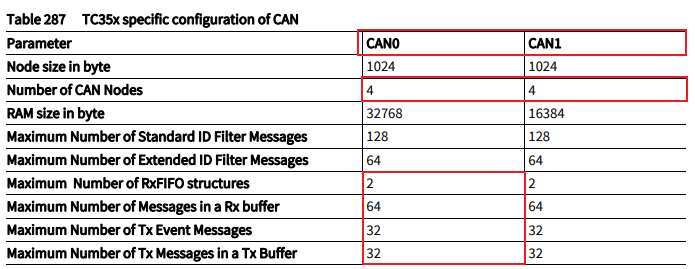 Table 287 TC35x specific configuration of CAN
Parameter CAN0 CAN1
Node size in byte 1024 1024
Number of CAN Nodes 4 4
RAM size in byte 32768 16384
Maximum Number of Standard ID Filter Messages 128 128
Maximum Number of Extended ID Filter Messages 64 64
Maximum Number of RxFIFO structures 2 2
Maximum Number of Messages in a Rx buffer 64 64
Maximum Number of Tx Event Messages 32 32
Maximum Number of Tx Messages in a Tx Buffer 32 32